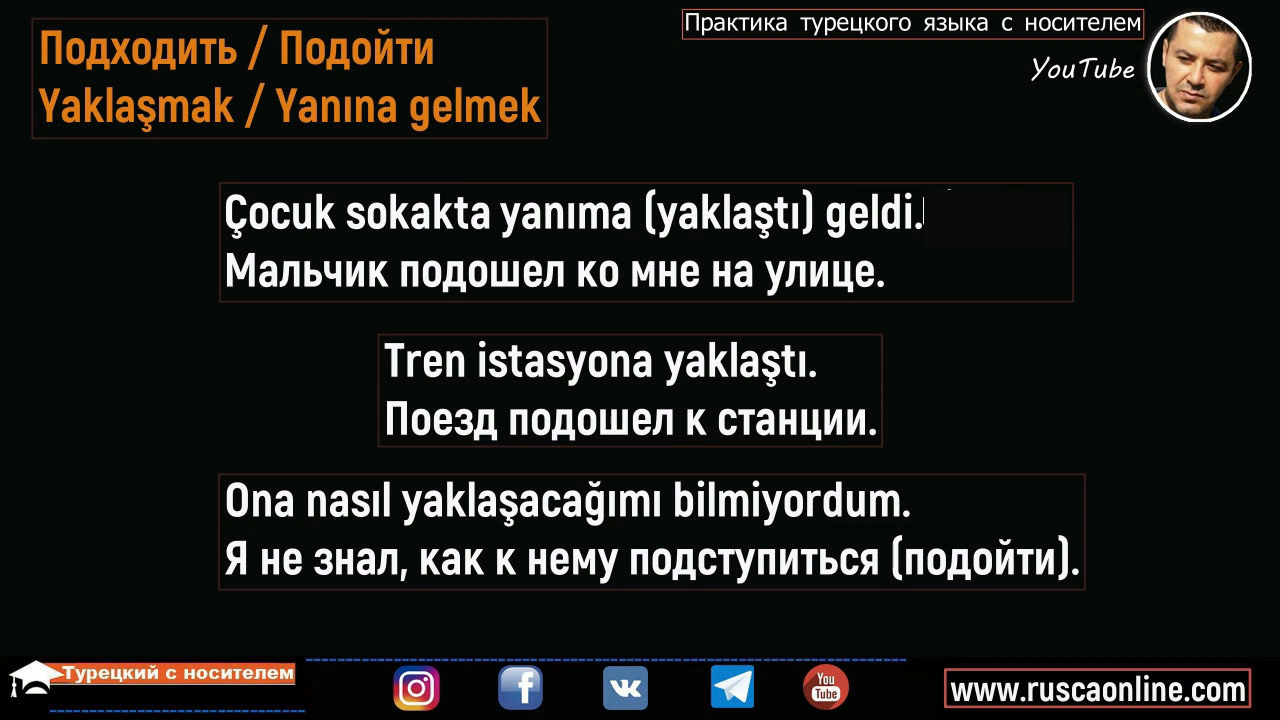 Подходить / Подойти
Yaklaşmak / Yanına gelmek
Практика турецкого языка с носителем
YouTube
Çocuk sokakta yanıma (yaklaştı) geldi.
Мальчик подошел ко мне на улице.
Tren istasyona yaklaştı.
Поезд подошел к станции.
Ona nasıl yaklaşacağımı bilmiyordum.
Я не знал, как к нему подступиться (подойти).
Турецкий с носителем
You
Tube
www.ruscaonline.com